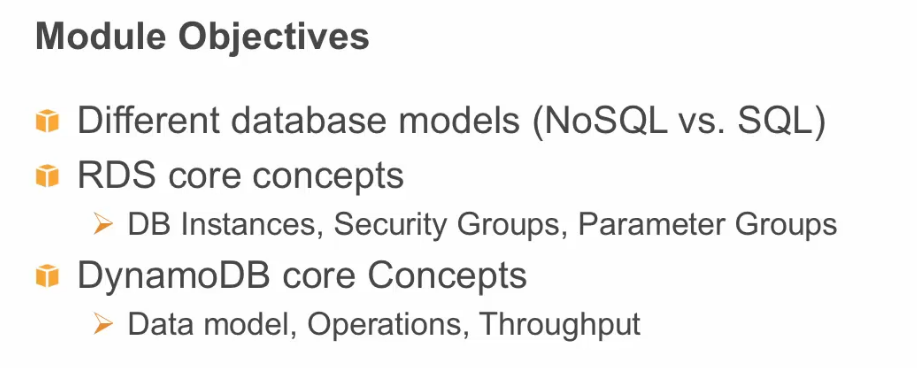 Module Objectives
Different database models (NoSQL vs. SQL)
RDS core concepts
DB Instances, Security Groups, Parameter Groups
DynamoDB core Concepts
Data model, Operations, Throughput